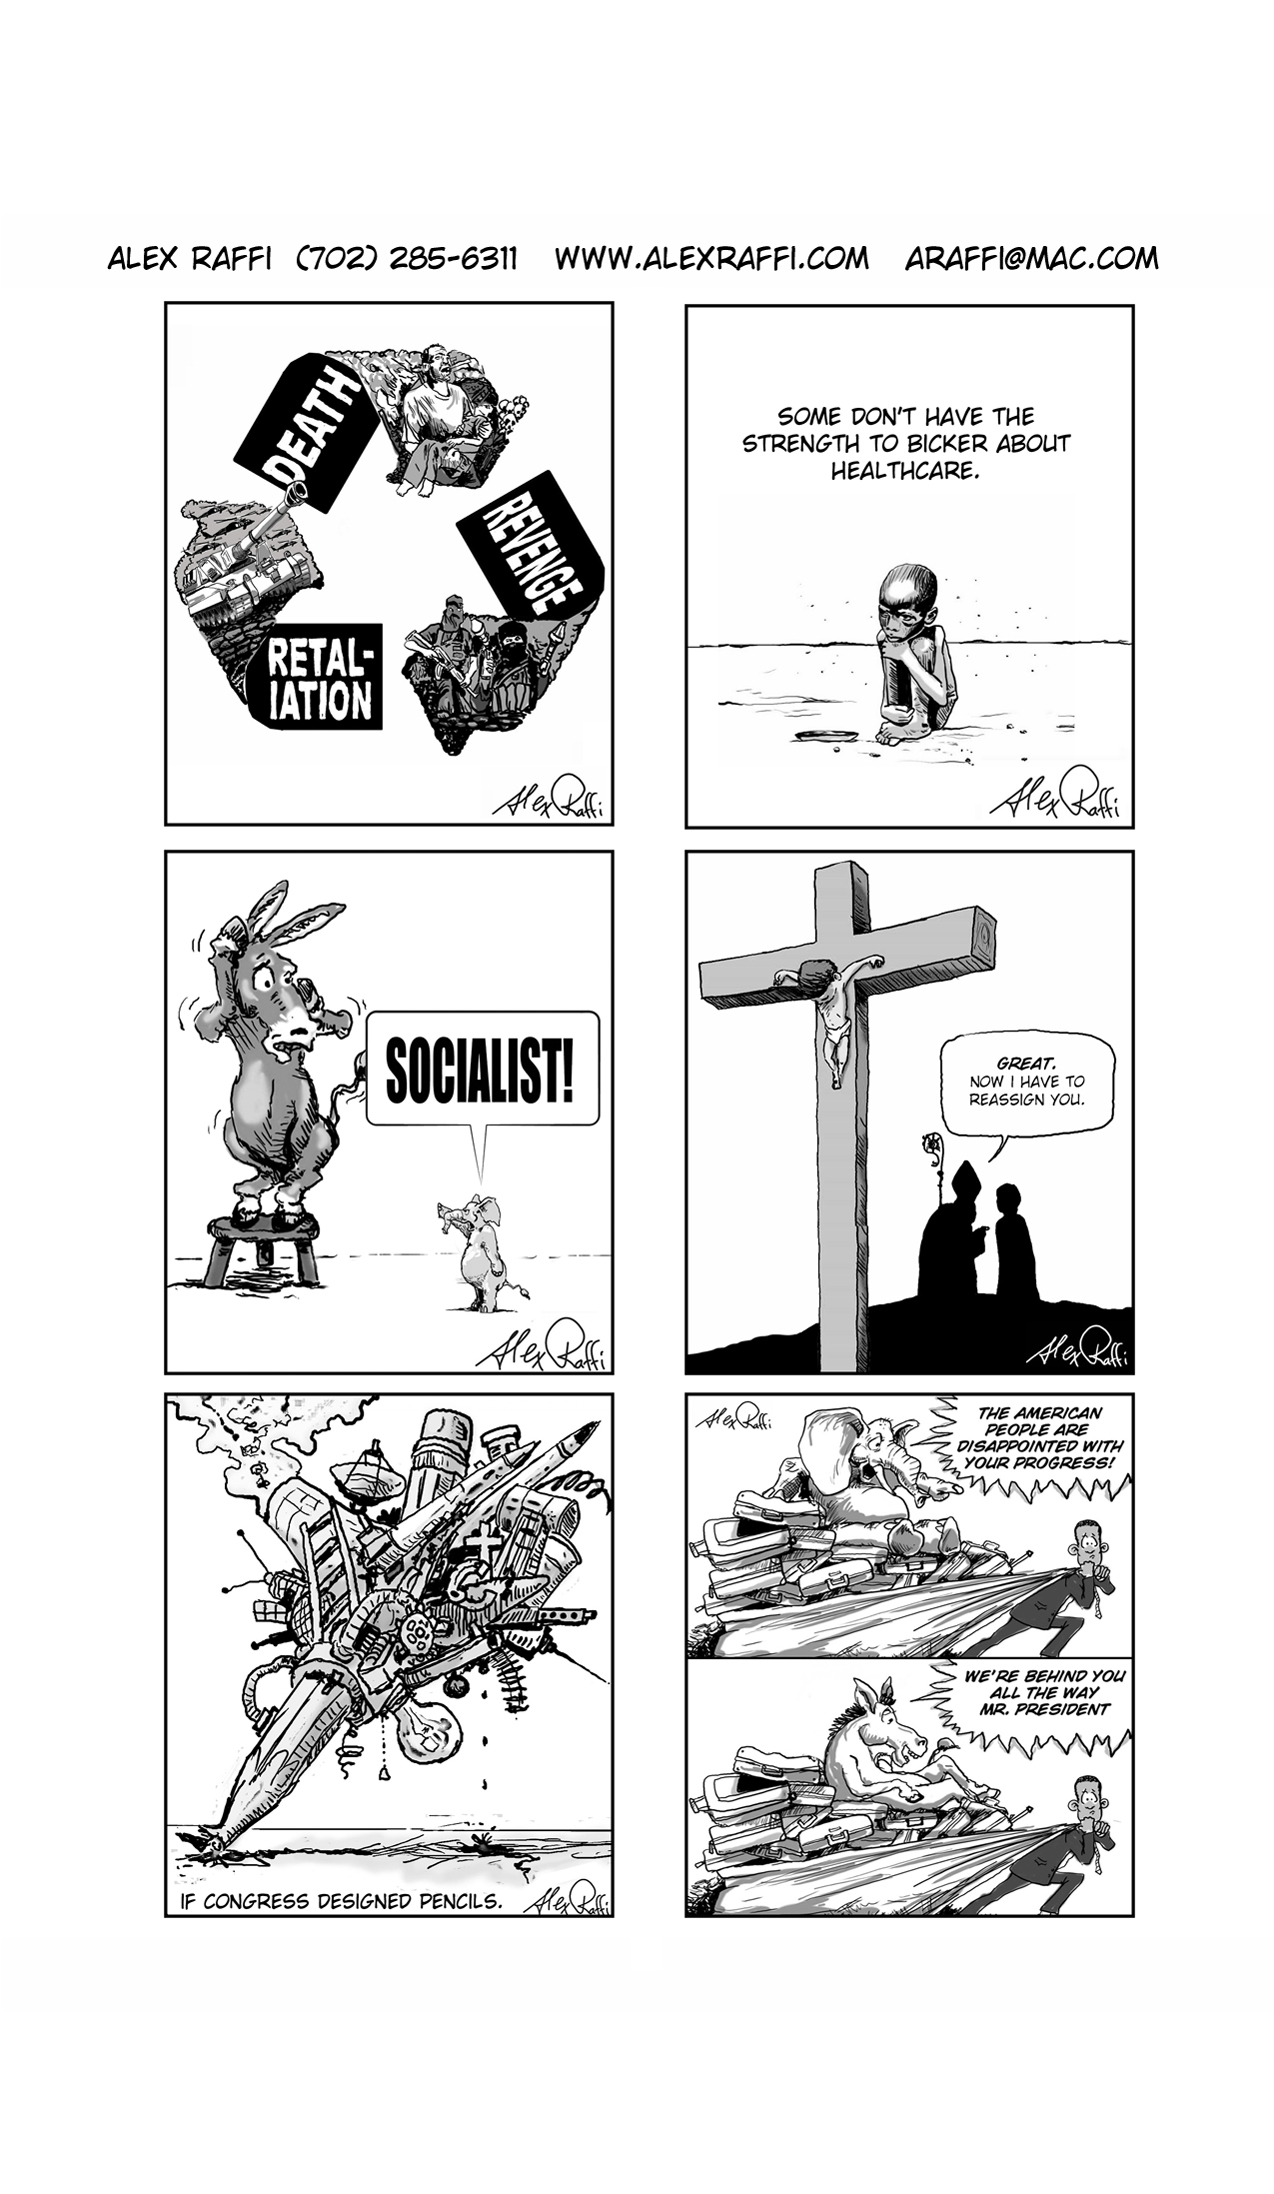 ALEX RAFFI (702) 285-6311 WWW.ALEXRAFFI.COM ARAFFI@MAC.COM
DEATH
REVENGE
RETAL-
IATION
Alex Raffi
SOME DON'T HAVE THE
STRENGTH TO BICKER ABOUT
HEALTHCARE.
Alex Raffi
SOCIALIST!
Alex Raffi
GREAT.
NOW I HAVE TO
REASSIGN YOU.
Alex Raffi
IF CONGRESS DESIGNED PENCILS.
Alex Raffi
Alex Raffi
THE AMERICAN
PEOPLE ARE
DISAPPOINTED WITH
YOUR PROGRESS!
WE'RE BEHIND YOU
ALL THE WAY
MR. PRESIDENT